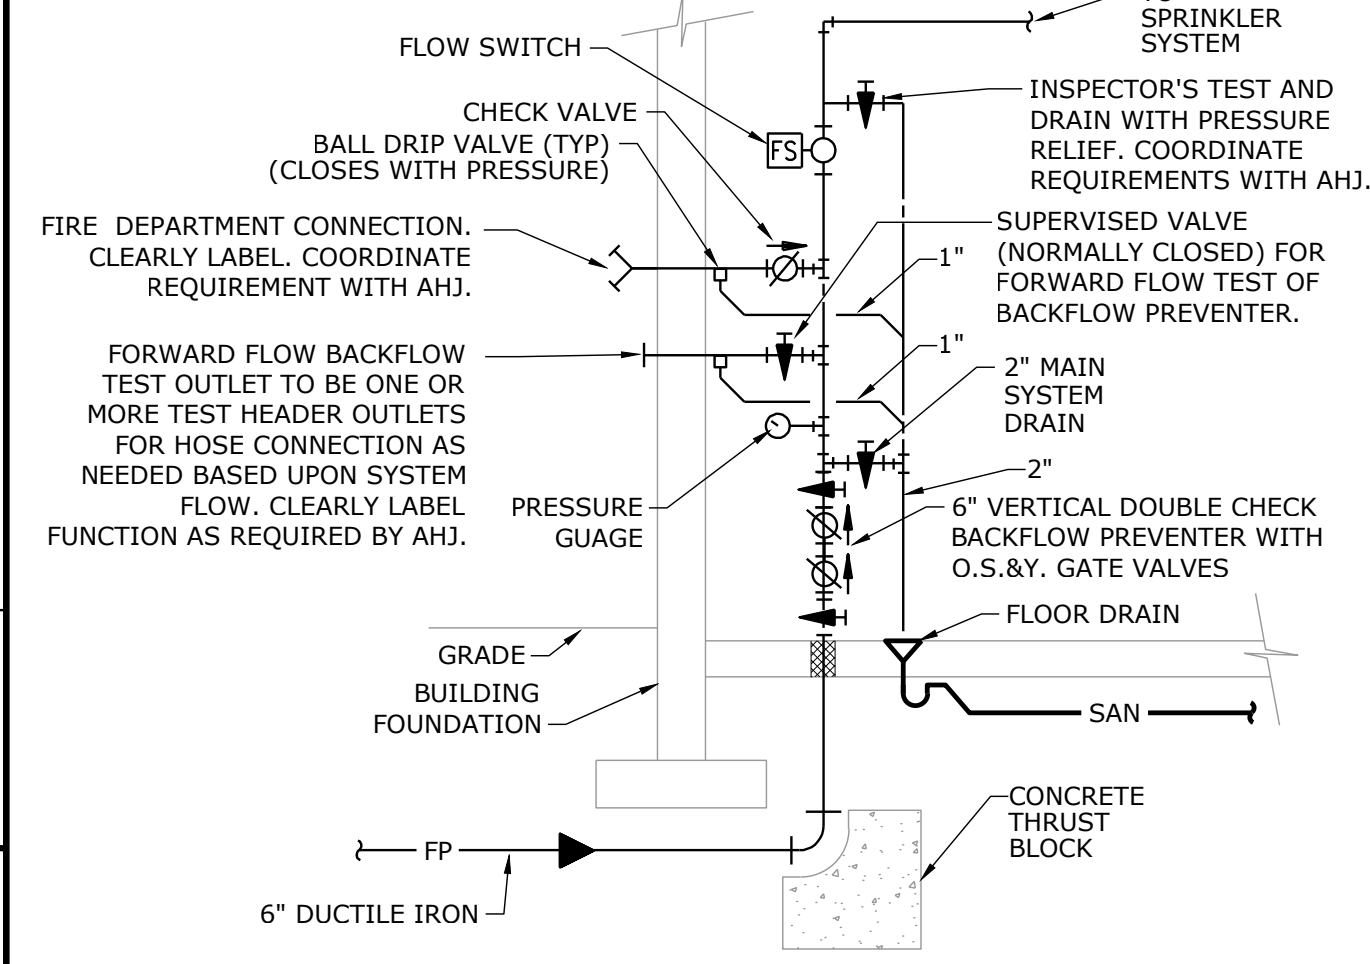 SPRINKLER
SYSTEM
FLOW SWITCH
INSPECTOR'S TEST AND
DRAIN WITH PRESSURE
RELIEF. COORDINATE
REQUIREMENTS WITH AHJ.
CHECK VALVE
BALL DRIP VALVE (TYP)
(CLOSES WITH PRESSURE)
FS
FIRE  DEPARTMENT CONNECTION.
CLEARLY LABEL. COORDINATE
REQUIREMENT WITH AHJ.
SUPERVISED VALVE
(NORMALLY CLOSED) FOR
FORWARD FLOW TEST OF
BACKFLOW PREVENTER.
1"
1"
FORWARD FLOW BACKFLOW
TEST OUTLET TO BE ONE OR
MORE TEST HEADER OUTLETS
FOR HOSE CONNECTION AS
NEEDED BASED UPON SYSTEM
FLOW. CLEARLY LABEL
FUNCTION AS REQUIRED BY AHJ.
2" MAIN
SYSTEM
DRAIN
2"
PRESSURE
GUAGE
6" VERTICAL DOUBLE CHECK
BACKFLOW PREVENTER WITH
O.S.&Y. GATE VALVES
FLOOR DRAIN
GRADE
BUILDING
FOUNDATION
SAN
CONCRETE
THRUST
BLOCK
FP
6" DUCTILE IRON